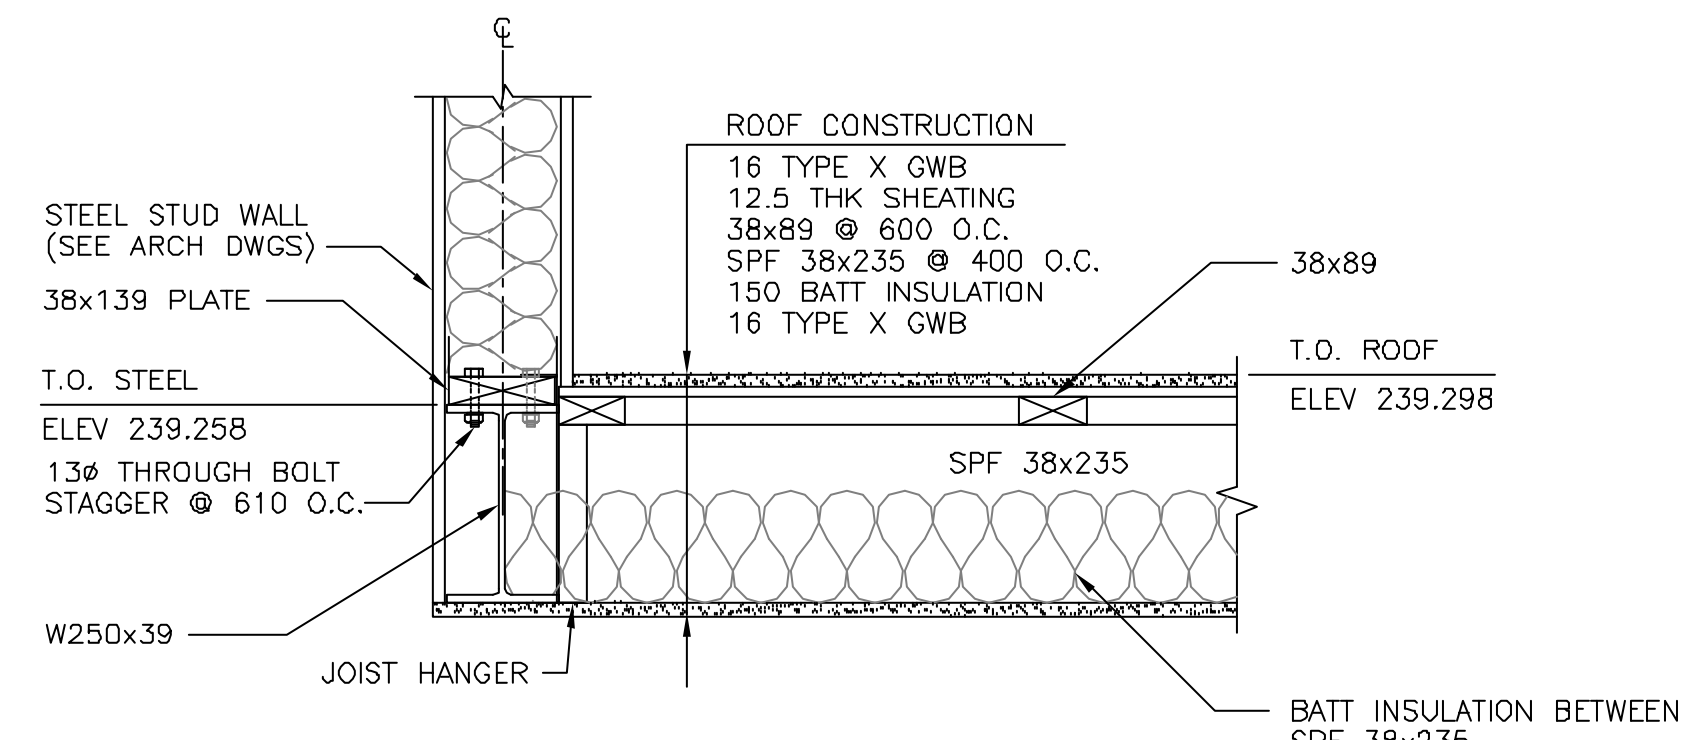 ℄
ROOF CONSTRUCTION
16 TYPE X GWB
12.5 THK SHEATING
38x89 @ 600 O.C.
SPF 38x235 @ 400 O.C.
150 BATT INSULATION
16 TYPE X GWB
STEEL STUD WALL
(SEE ARCH DWGS)
38x139 PLATE
T.O. STEEL
ELEV 239.258
13ø THROUGH BOLT
STAGGER @ 610 O.C.
W250x39
JOIST HANGER
SPF 38x235
38x89
T.O. ROOF
ELEV 239.298
BATT INSULATION BETWEEN
SPF 38x235